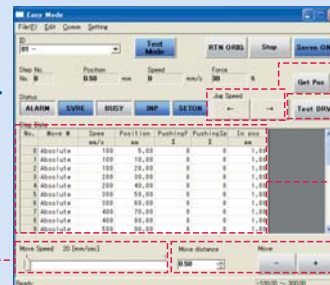 Easy Mode
File(F) Edit Comm Setting
ID
01 -
Test Mode
RTN ORIG Stop Servo ON
Step No. Position Speed Force
No. 0 0.50 mm 0 mm/s 30 %
Get Pos
Status Jog Speed
ALARM SVRE BUSY INP SETON ← → Test DRV
Step Data
No. Move M Spee Position PushingF PushingSp In pos
mm/s mm % % mm
0 Absolute 100 5.00 0 0 1.00
1 Absolute 100 10.00 0 0 1.00
2 Absolute 200 20.00 0 0 1.00
3 Absolute 200 30.00 0 0 1.00
4 Absolute 200 40.00 0 0 1.00
5 Absolute 300 50.00 0 0 1.00
6 Absolute 300 60.00 0 0 1.00
7 Absolute 400 70.00 0 0 1.00
8 Absolute 400 80.00 0 0 1.00
9 Absolute 500 90.00 0 0 1.00
Move Speed 20 [mm/sec] Move distance Move
0.50 - +
Ready -100.00 ~ 300.00